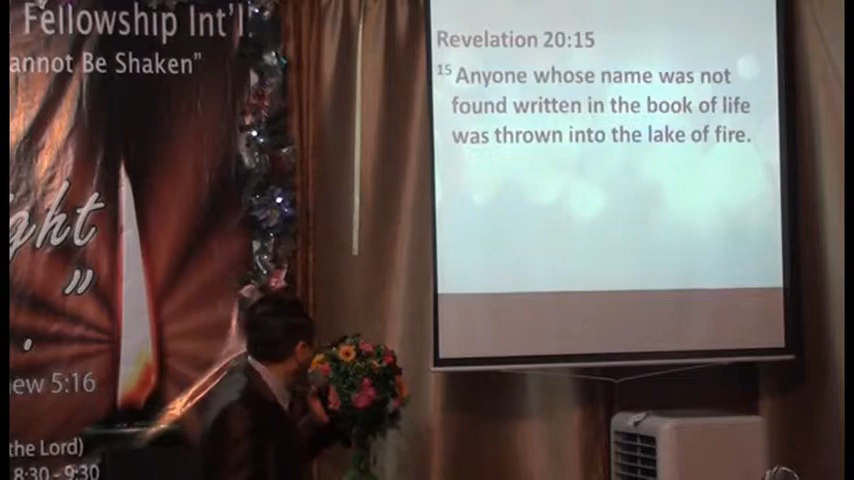 Fellowship Int'l.
annot Be Shaken"
ght
"
.
ew 5:16
the Lord)
8:30 - 9:30
Revelation 20:15
15 Anyone whose name was not
found written in the book of life
was thrown into the lake of fire.